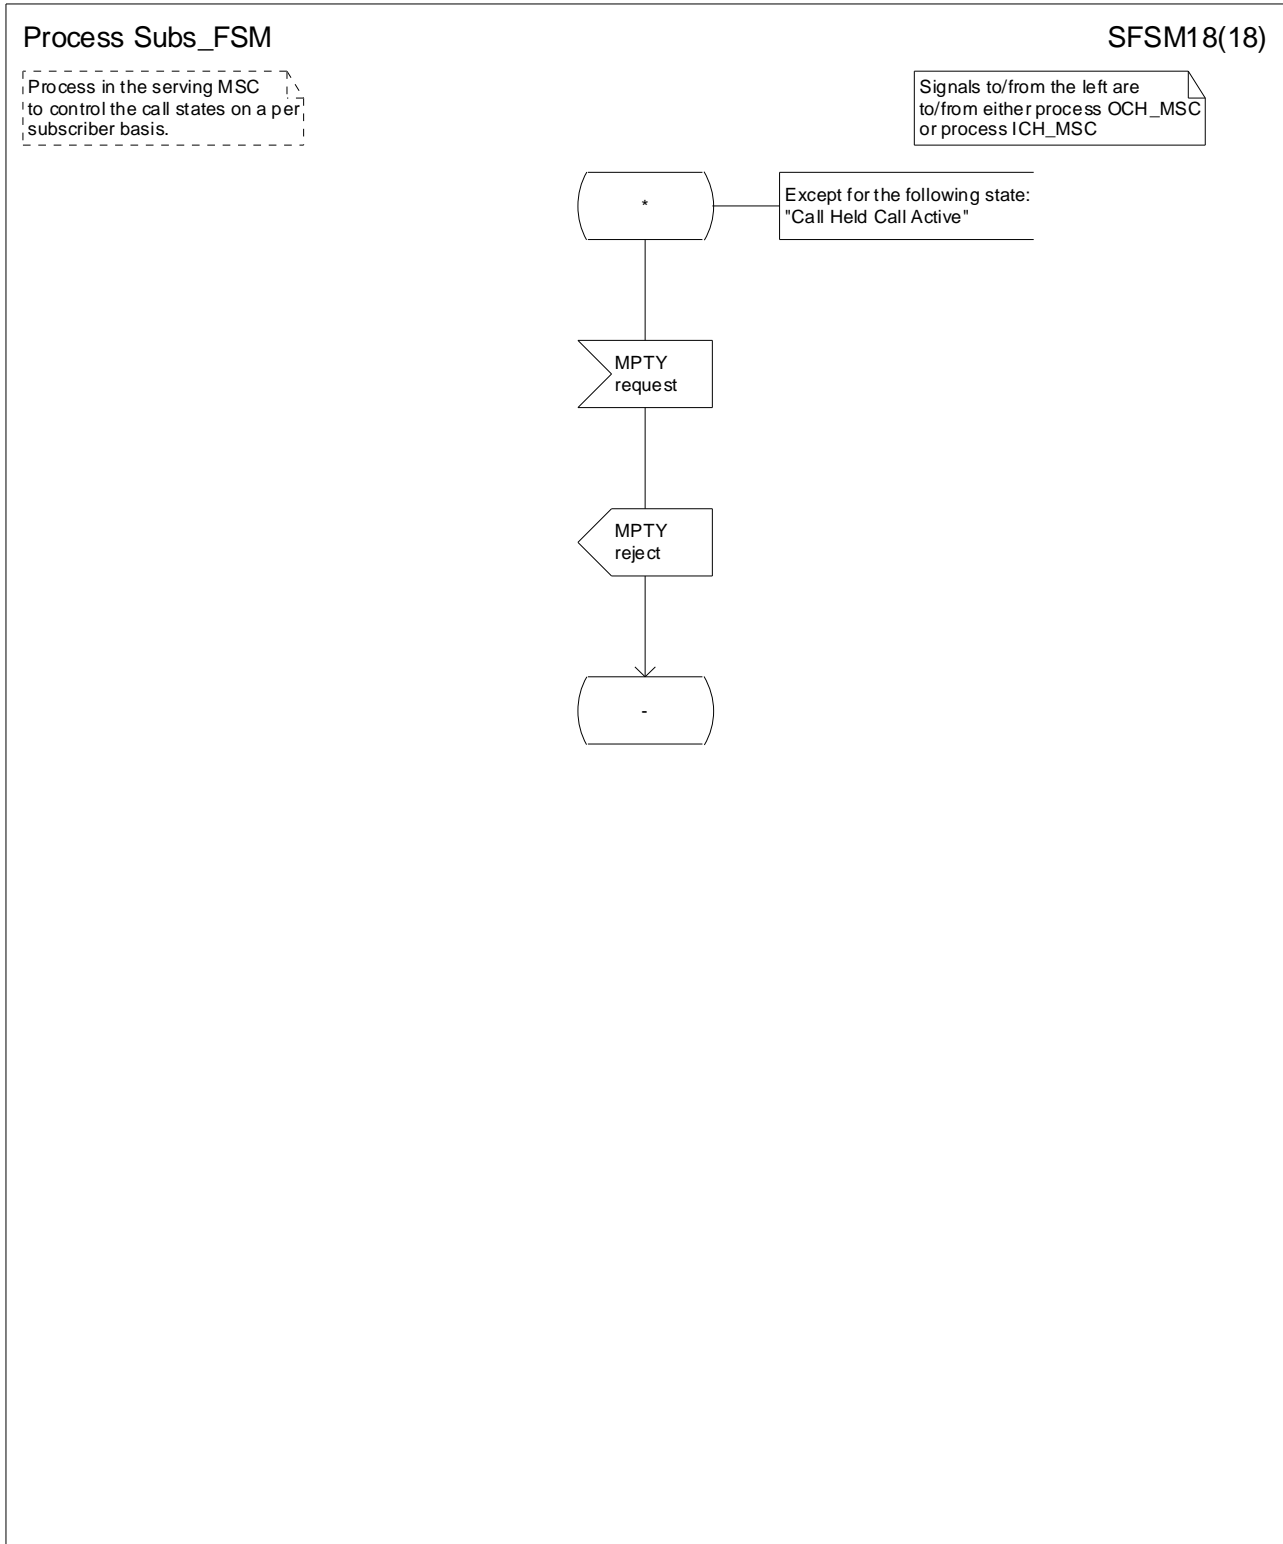 Process Subs_FSM
SFSM18(18)
Process in the serving MSC
to control the call states on a per
subscriber basis.
Signals to/from the left are
to/from either process OCH_MSC
or process ICH_MSC
*
Except for the following state:
"Call Held Call Active"
MPTY
request
MPTY
reject
-